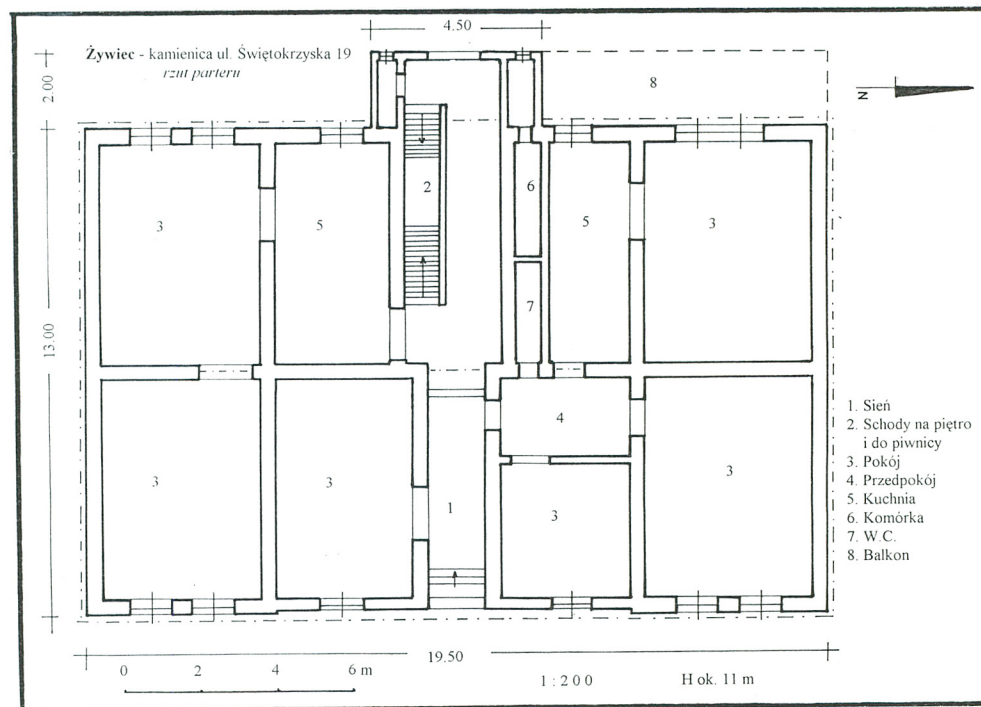 4.50
Żywiec - kamienica ul. Świętokrzyska 19
rzut parteru
2.00
8
N
6
2
3
5
5
3
7
13.00
4
3
3
1
3
3
1. Sień
2. Schody na piętro
i do piwnicy
3. Pokój
4. Przedpokój
5. Kuchnia
6. Komórka
7. W.C.
8. Balkon
19.50
0 2 4 6 m
1 : 2 0 0
H ok. 11 m